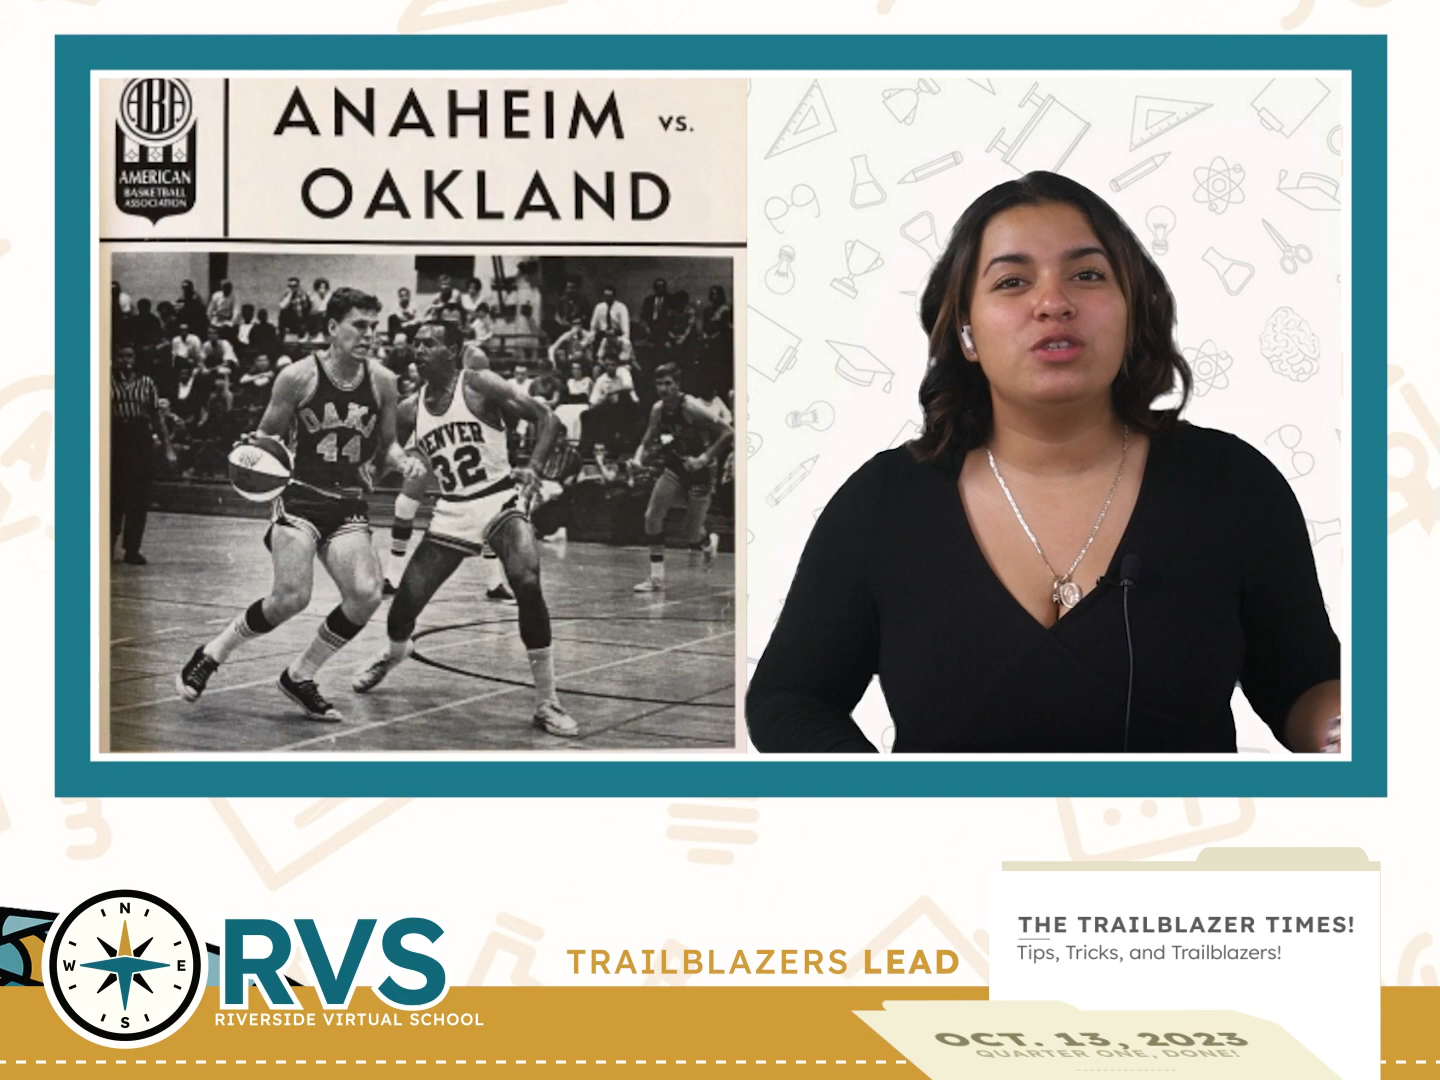 ABA
AMERICAN
BASKETBALL
ASSOCIATION
ANAHEIM vs.
OAKLAND
OAK
44
DENVER
32
N
W
E
S
RVS
RIVERSIDE VIRTUAL SCHOOL
TRAILBLAZERS LEAD
THE TRAILBLAZER TIMES!
Tips, Tricks, and Trailblazers!
OCT. 13, 2023
QUARTER ONE, DONE!